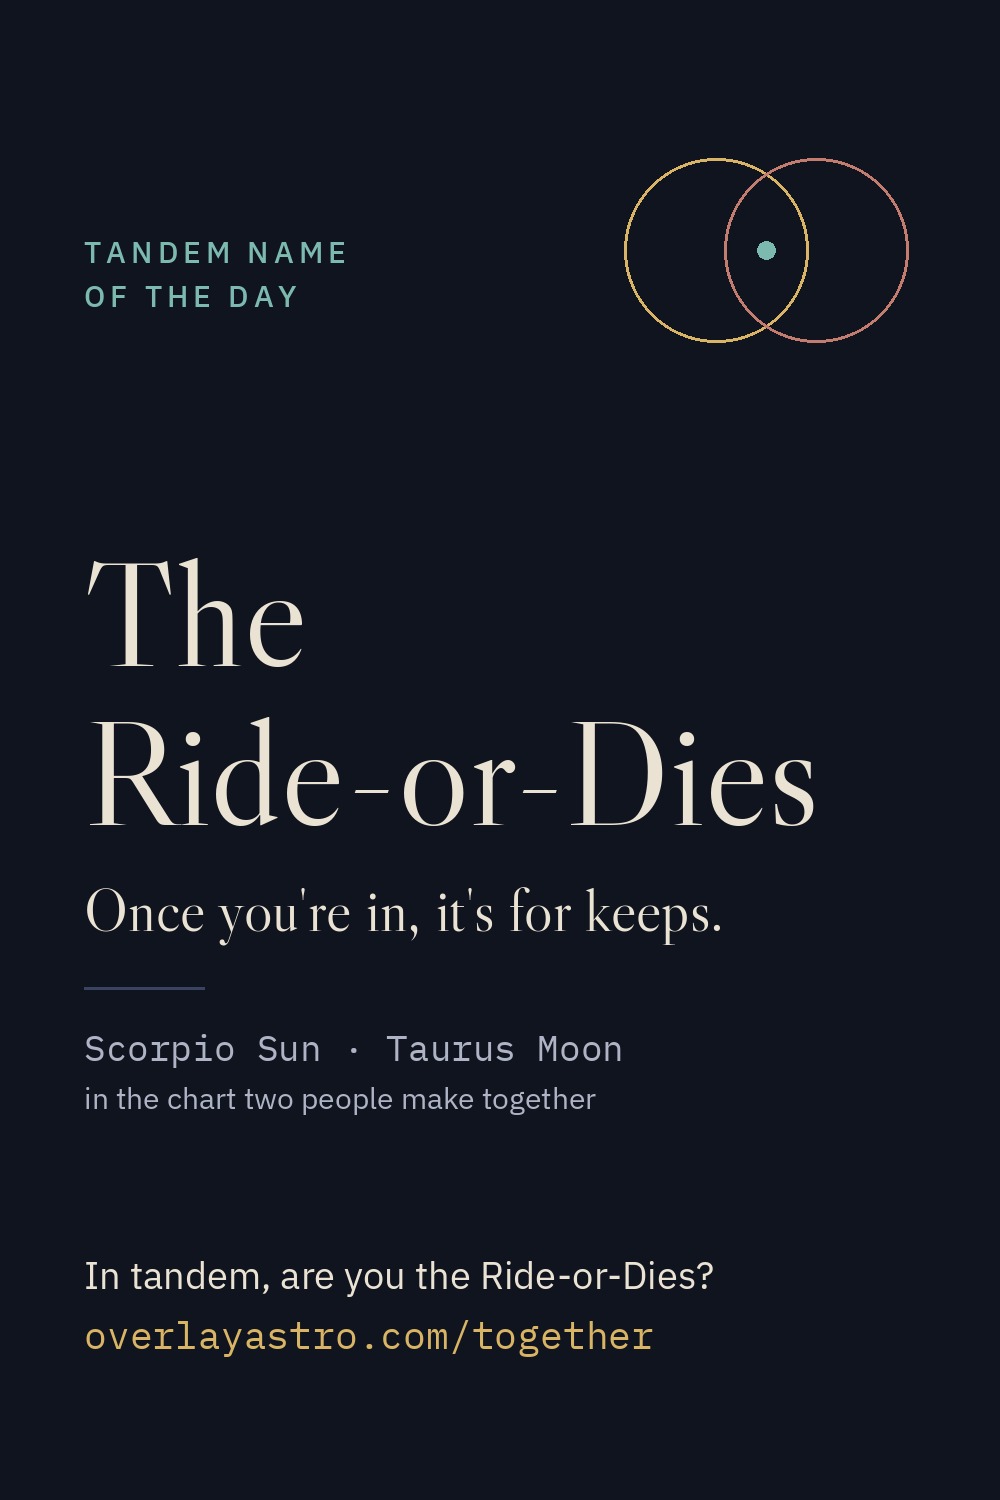 TANDEM NAME
OF THE DAY
The
Ride-or-Dies
Once you're in, it's for keeps.
Scorpio Sun · Taurus Moon
in the chart two people make together
In tandem, are you the Ride-or-Dies?
overlayastro.com/together